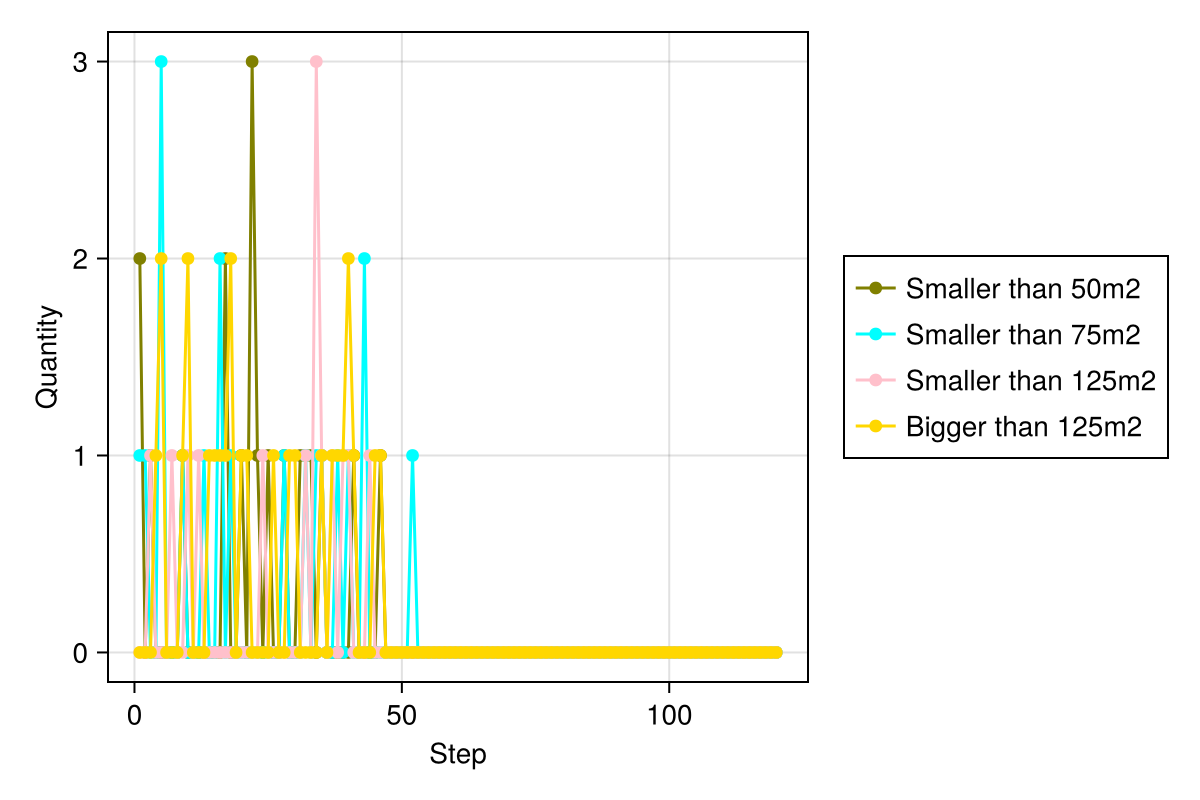 3
2
1
0
Quantity
0 50 100
Step
Smaller than 50m2
Smaller than 75m2
Smaller than 125m2
Bigger than 125m2